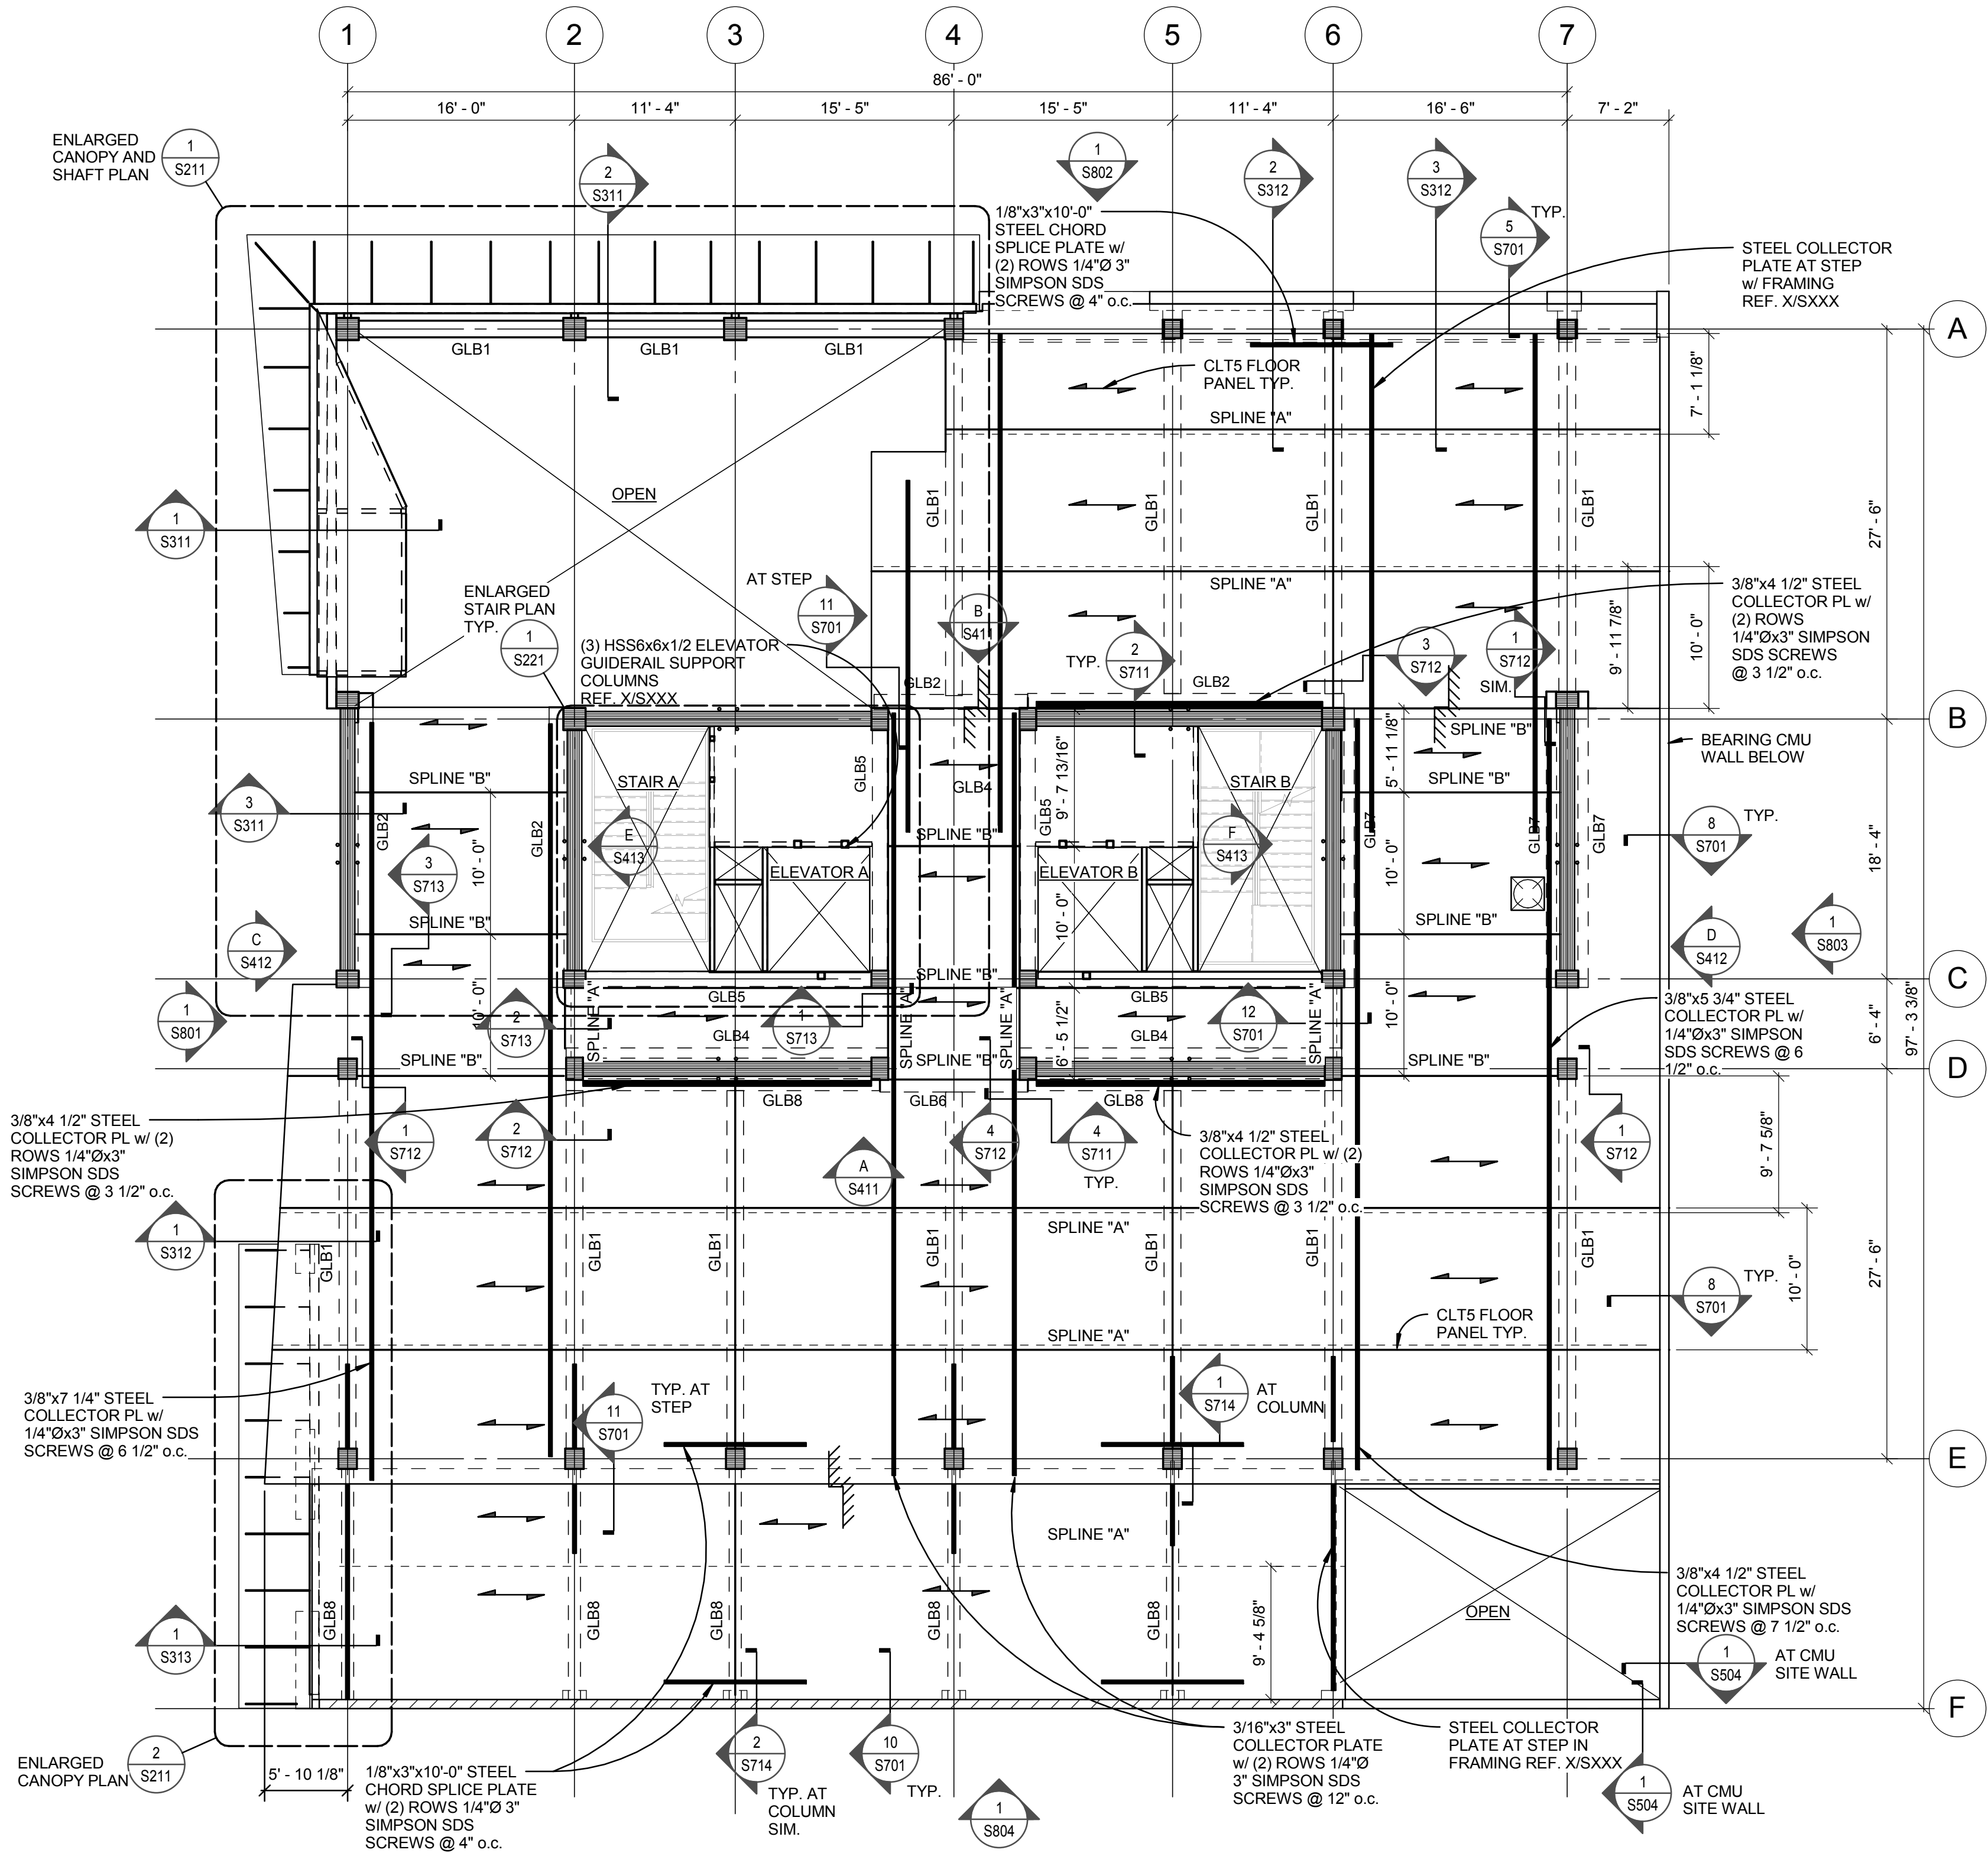 1
2
3
4
5
6
7
86' - 0"
16' - 0"
11' - 4"
15' - 5"
15' - 5"
11' - 4"
16' - 6"
7' - 2"
ENLARGED
CANOPY AND
SHAFT PLAN
1
S211
2
S311
1
S802
2
S312
3
S312
5
S701
TYP.
1/8"x3"x10'-0"
STEEL CHORD
SPLICE PLATE w/
(2) ROWS 1/4"Ø 3"
SIMPSON SDS
SCREWS @ 4" o.c.
STEEL COLLECTOR
PLATE AT STEP
w/ FRAMING
REF. X/SXXX
A
GLB1
GLB1
GLB1
CLT5 FLOOR
PANEL TYP.
SPLINE "A"
7' - 1 1/8"
OPEN
GLB1
GLB1
GLB1
GLB1
27' - 6"
1
S311
ENLARGED
STAIR PLAN
TYP.
1
S221
AT STEP
11
S701
B
S411
SPLINE "A"
(3) HSS6x6x1/2 ELEVATOR
GUIDERAIL SUPPORT
COLUMNS
REF. X/SXXX
TYP.
2
S711
3
S712
1
S712
SIM.
3/8"x4 1/2" STEEL
COLLECTOR PL w/
(2) ROWS
1/4"Øx3" SIMPSON
SDS SCREWS
@ 3 1/2" o.c.
9' - 11 7/8"
10' - 0"
GLB2
GLB2
B
SPLINE "B"
BEARING CMU
WALL BELOW
SPLINE "B"
STAIR A
GLB5
GLB4
9' - 7 13/16"
STAIR B
5' - 11 1/8"
SPLINE "B"
3
S311
GLB2
GLB2
E
S413
SPLINE "B"
GLB5
F
S413
GLB7
GLB7
GLB7
8
S701
TYP.
3
S713
10' - 0"
ELEVATOR A
ELEVATOR B
10' - 0"
10' - 0"
18' - 4"
C
S412
SPLINE "B"
SPLINE "B"
D
S412
1
S803
SPLINE "B"
C
1
S801
10' - 0"
2
S713
SPLINE "A"
GLB5
GLB4
1
S713
SPLINE "A"
SPLINE "A"
GLB5
GLB4
6' - 5 1/2"
12
S701
SPLINE "A"
10' - 0"
3/8"x5 3/4" STEEL
COLLECTOR PL w/
1/4"Øx3" SIMPSON
SDS SCREWS @ 6
1/2" o.c.
6' - 4"
97' - 3 3/8"
SPLINE "B"
SPLINE "B"
SPLINE "B"
D
GLB8
GLB6
GLB8
3/8"x4 1/2" STEEL
COLLECTOR PL w/ (2)
ROWS 1/4"Øx3"
SIMPSON SDS
SCREWS @ 3 1/2" o.c.
1
S712
2
S712
A
S411
4
S712
4
S711
TYP.
3/8"x4 1/2" STEEL
COLLECTOR PL w/ (2)
ROWS 1/4"Øx3"
SIMPSON SDS
SCREWS @ 3 1/2" o.c.
1
S712
9' - 7 5/8"
1
S312
SPLINE "A"
GLB1
GLB1
GLB1
GLB1
GLB1
GLB1
GLB1
10' - 0"
27' - 6"
8
S701
TYP.
SPLINE "A"
CLT5 FLOOR
PANEL TYP.
3/8"x7 1/4" STEEL
COLLECTOR PL w/
1/4"Øx3" SIMPSON SDS
SCREWS @ 6 1/2" o.c.
11
S701
TYP. AT
STEP
1
S714
AT
COLUMN
E
SPLINE "A"
OPEN
3/8"x4 1/2" STEEL
COLLECTOR PL w/
1/4"Øx3" SIMPSON SDS
SCREWS @ 7 1/2" o.c.
1
S313
GLB8
GLB8
GLB8
GLB8
GLB8
9' - 4 5/8"
1
S504
AT CMU
SITE WALL
F
ENLARGED
CANOPY PLAN
2
S211
5' - 10 1/8"
1/8"x3"x10'-0" STEEL
CHORD SPLICE PLATE
w/ (2) ROWS 1/4"Ø 3"
SIMPSON SDS
SCREWS @ 4" o.c.
2
S714
TYP. AT
COLUMN
SIM.
10
S701
TYP.
1
S804
3/16"x3" STEEL
COLLECTOR PLATE
w/ (2) ROWS 1/4"Ø
3" SIMPSON SDS
SCREWS @ 12" o.c.
STEEL COLLECTOR
PLATE AT STEP IN
FRAMING REF. X/SXXX
1
S504
AT CMU
SITE WALL